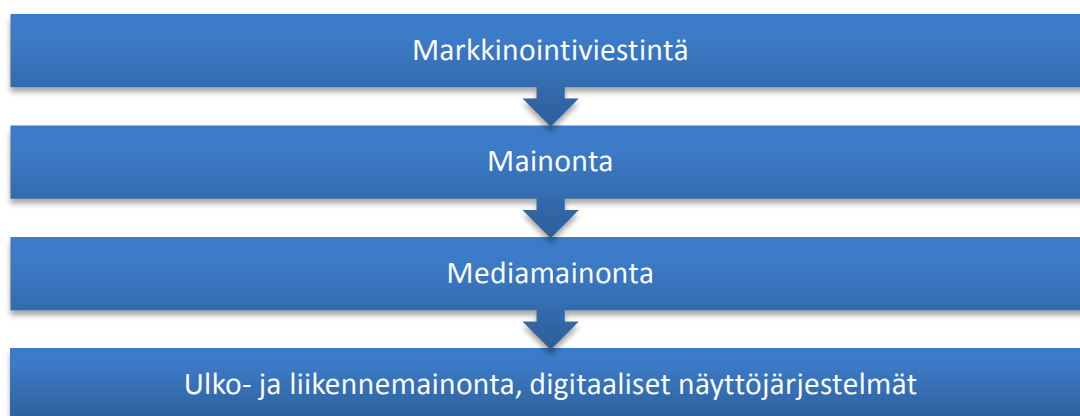 Markkinointiviestintä
Mainonta
Mediamainonta
Ulko- ja liikennemainonta, digitaaliset näyttöjärjestelmät